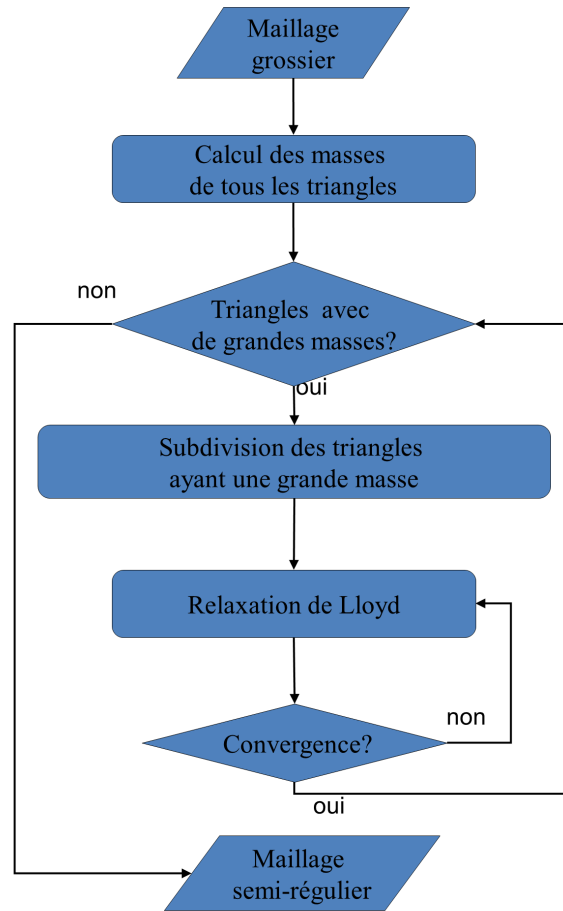 Maillage
grossier
Calcul des masses
de tous les triangles
non
Triangles avec
de grandes masses?
oui
Subdivision des triangles
ayant une grande masse
Relaxation de Lloyd
non
Convergence?
oui
Maillage
semi-régulier